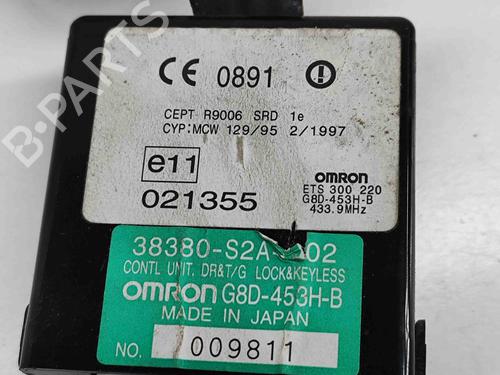 B-PARTS
CE 0891
CEPT R9006 SRD 1e
CYP:MCW 129/95 2/1997
e11
021355
OMRON
ETS 300 220
G8D-453H-B
433.9MHz
38380-S2A- 02
CONTL UNIT. DR&T/G LOCK&KEYLESS
OMRON G8D-453H-B
MADE IN JAPAN
NO. 009811